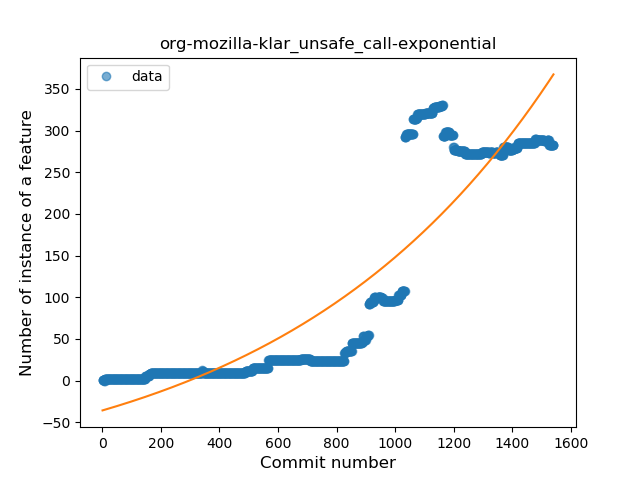 org-mozilla-klar_unsafe_call-exponential
data
Number of instance of a feature
350
300
250
200
150
100
50
0
−50
0 200 400 600 800 1000 1200 1400 1600
Commit number